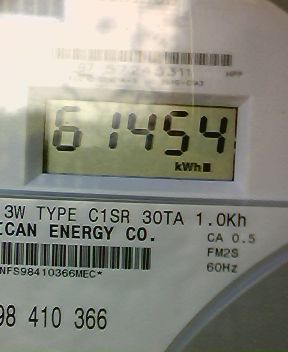 61454
kWh
3W TYPE C1SR 30TA 1.0Kh
ICAN ENERGY CO.
CA 0.5
FM2S
NFS98410366MEC*
60Hz
98 410 366